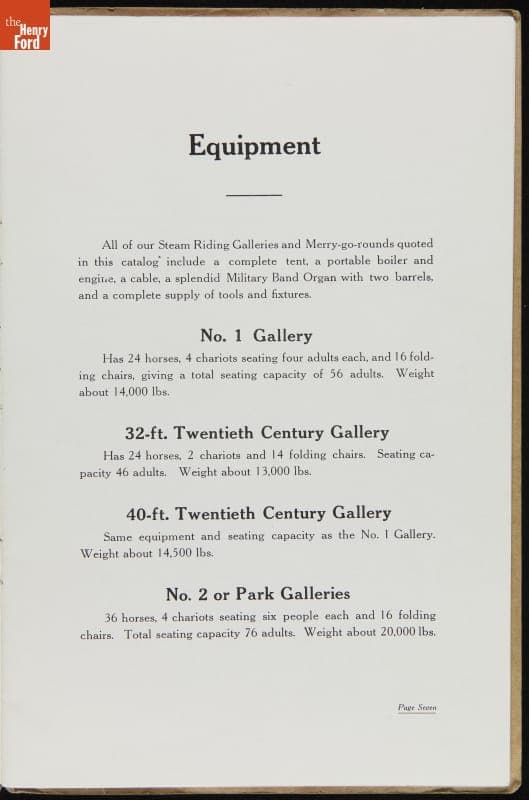 the
Henry
Ford
Equipment
All of our Steam Riding Galleries and Merry-go-rounds quoted
in this catalog include a complete tent, a portable boiler and
engine, a cable, a splendid Military Band Organ with two barrels,
and a complete supply of tools and fixtures.
No. 1 Gallery
Has 24 horses, 4 chariots seating four adults each, and 16 fold-
ing chairs, giving a total seating capacity of 56 adults. Weight
about 14,000 lbs.
32-ft. Twentieth Century Gallery
Has 24 horses, 2 chariots and 14 folding chairs. Seating ca-
pacity 46 adults. Weight about 13,000 lbs.
40-ft. Twentieth Century Gallery
Same equipment and seating capacity as the No. 1 Gallery.
Weight about 14,500 lbs.
No. 2 or Park Galleries
36 horses, 4 chariots seating six people each and 16 folding
chairs. Total seating capacity 76 adults. Weight about 20,000 lbs.
Page Seven